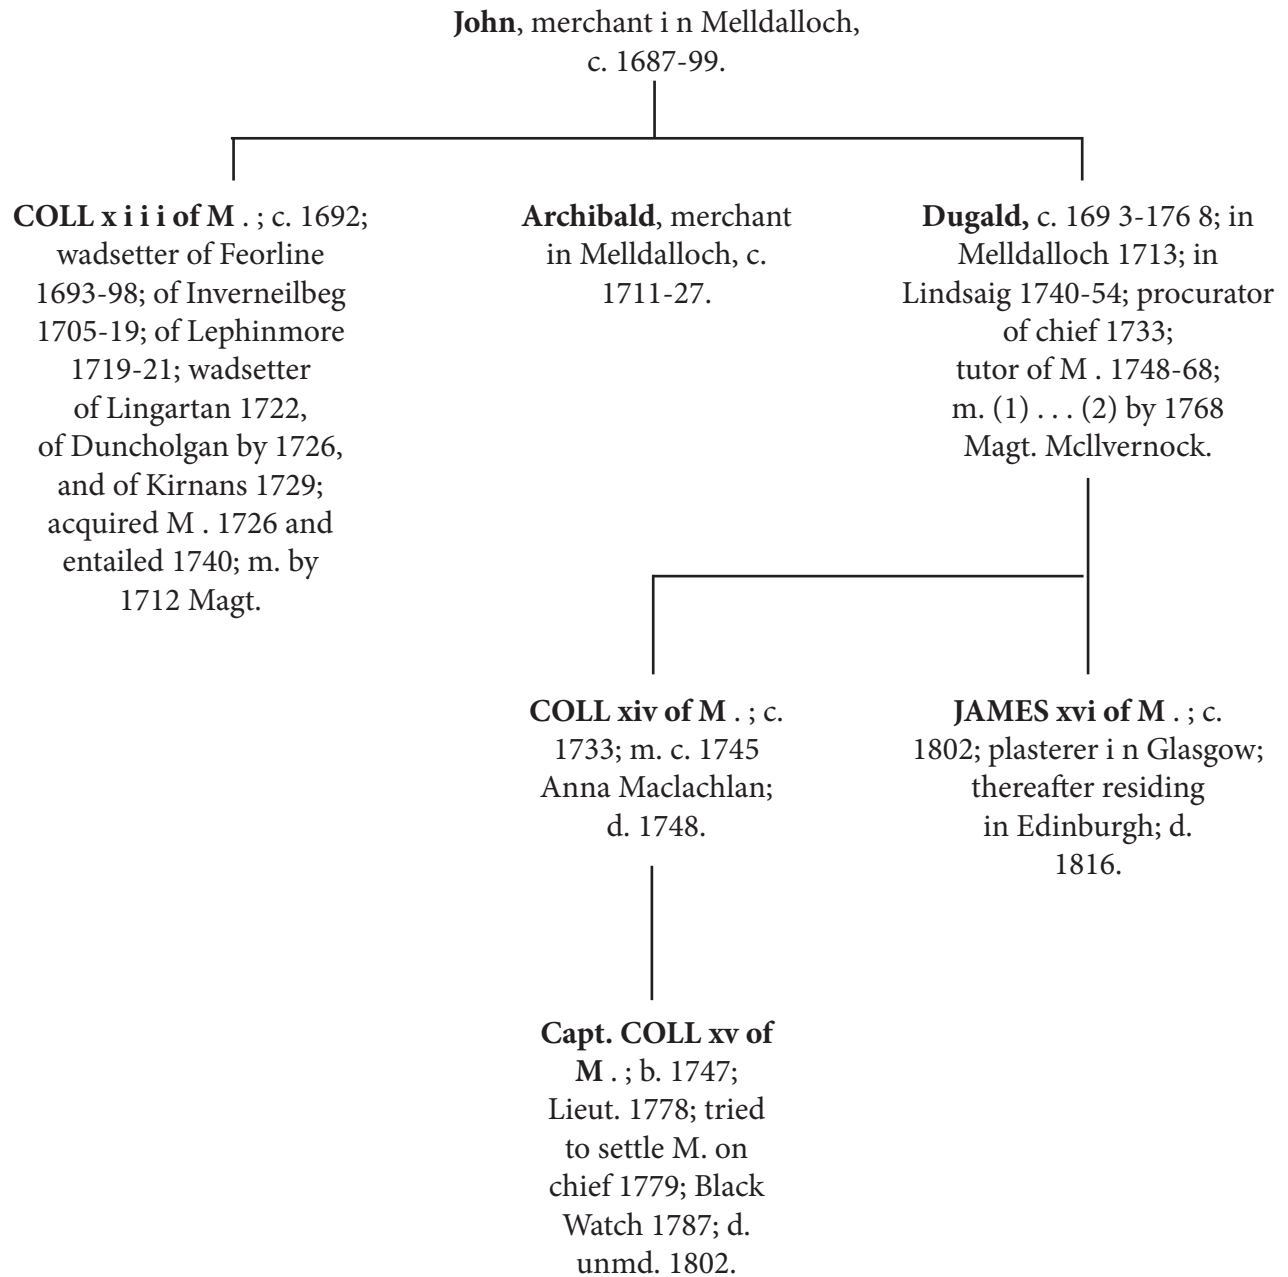 John, merchant i n Melldalloch,
c. 1687-99.
COLL x i i i of M . ; c. 1692;
wadsetter of Feorline
1693-98; of Inverneilbeg
1705-19; of Lephinmore
1719-21; wadsetter
of Lingartan 1722,
of Duncholgan by 1726,
and of Kirnans 1729;
acquired M . 1726 and
entailed 1740; m. by
1712 Magt.
Archibald, merchant
in Melldalloch, c.
1711-27.
Dugald, c. 169 3-176 8; in
Melldalloch 1713; in
Lindsaig 1740-54; procurator
of chief 1733;
tutor of M . 1748-68;
m. (1) . . . (2) by 1768
Magt. Mcllvernock.
COLL xiv of M . ; c.
1733; m. c. 1745
Anna Maclachlan;
d. 1748.
JAMES xvi of M . ; c.
1802; plasterer i n Glasgow;
thereafter residing
in Edinburgh; d.
1816.
Capt. COLL xv of
M . ; b. 1747;
Lieut. 1778; tried
to settle M. on
chief 1779; Black
Watch 1787; d.
unmd. 1802.